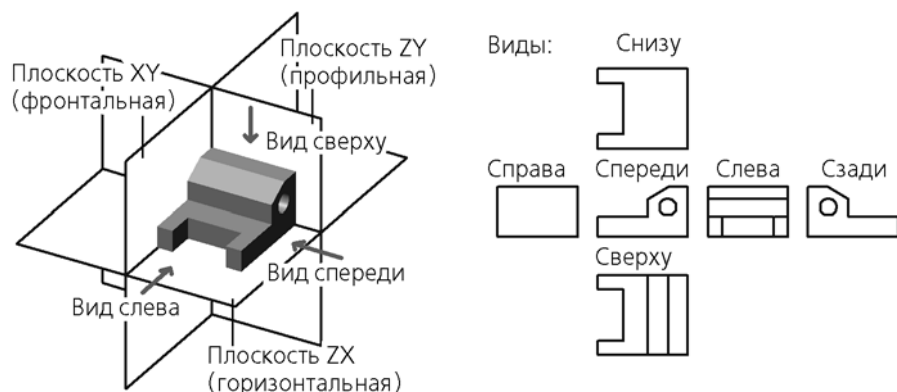 Плоскость XY
(фронтальная)
Плоскость ZY
(профильная)
Вид сверху
Вид спереди
Вид слева
Плоскость ZX
(горизонтальная)
Виды:
Снизу
Справа
Спереди
Слева
Сзади
Сверху